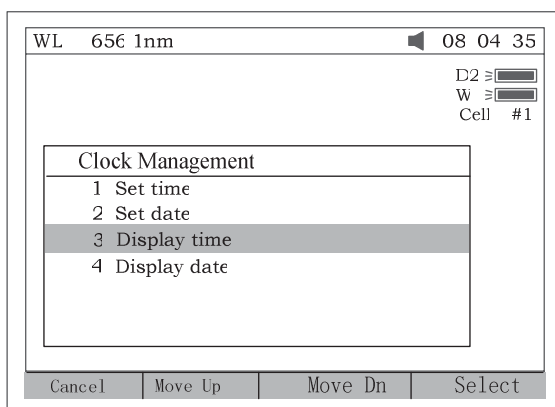 WL 656 1nm 08 04 35
D2
W
Cell #1
Clock Management
1 Set time
2 Set date
3 Display time
4 Display date
Cancel Move Up Move Dn Select